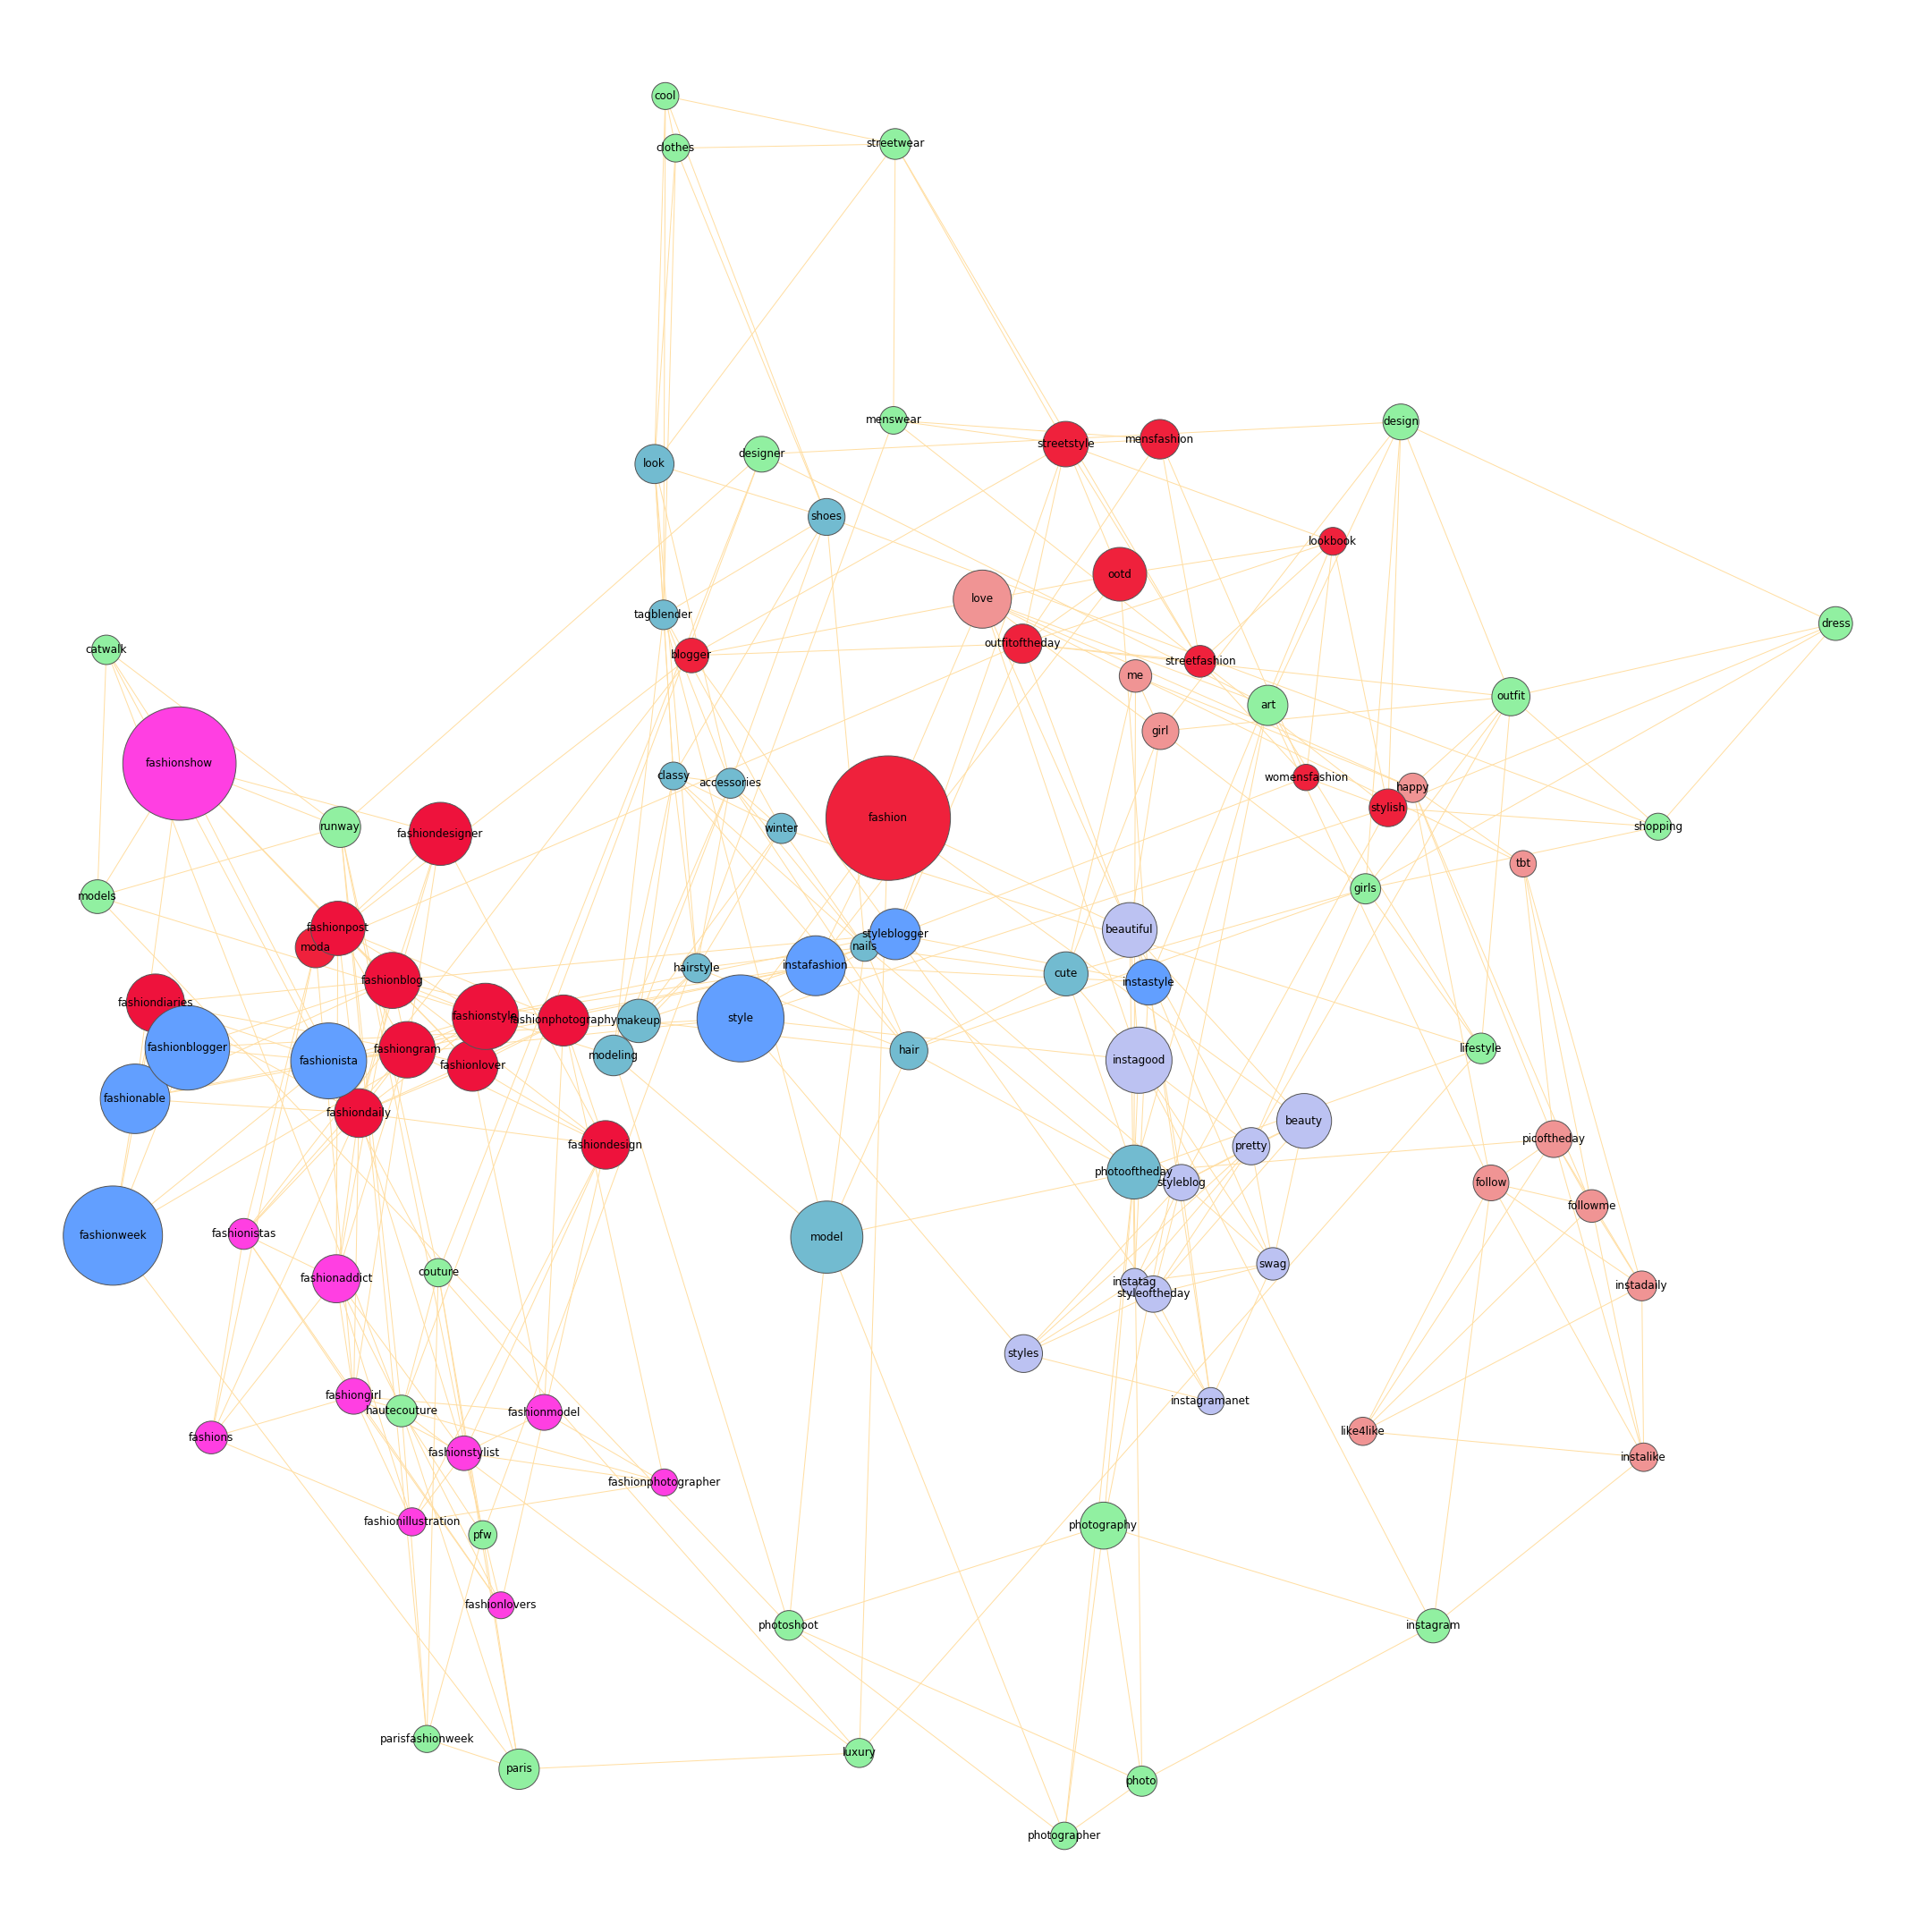 cool
clothes
streetwear
menswear
design
mensfashion
streetstyle
designer
look
shoes
lookbook
ootd
love
tagblender
dress
outfitoftheday
catwalk
blogger
streetfashion
me
outfit
art
girl
fashionshow
classy
womensfashion
accessories
happy
stylish
fashion
runway
winter
shopping
fashiondesigner
tbt
girls
models
fashionpost
beautiful
styleblogger
moda
nails
instafashion
hairstyle
cute
fashionblog
instastyle
fashiondiaries
fashionstyle
style
fashionphotography
makeup
fashionblogger
lifestyle
fashiongram
hair
modeling
fashionista
instagood
fashionlover
fashionable
fashiondaily
beauty
picoftheday
fashiondesign
pretty
photooftheday
styleblog
follow
followme
fashionistas
fashionweek
model
swag
couture
fashionaddict
instatag
instadaily
styleoftheday
styles
fashiongirl
instagramanet
hautecouture
fashionmodel
like4like
fashions
fashionstylist
instalike
fashionphotographer
fashionillustration
photography
pfw
fashionlovers
photoshoot
instagram
parisfashionweek
luxury
paris
photo
photographer